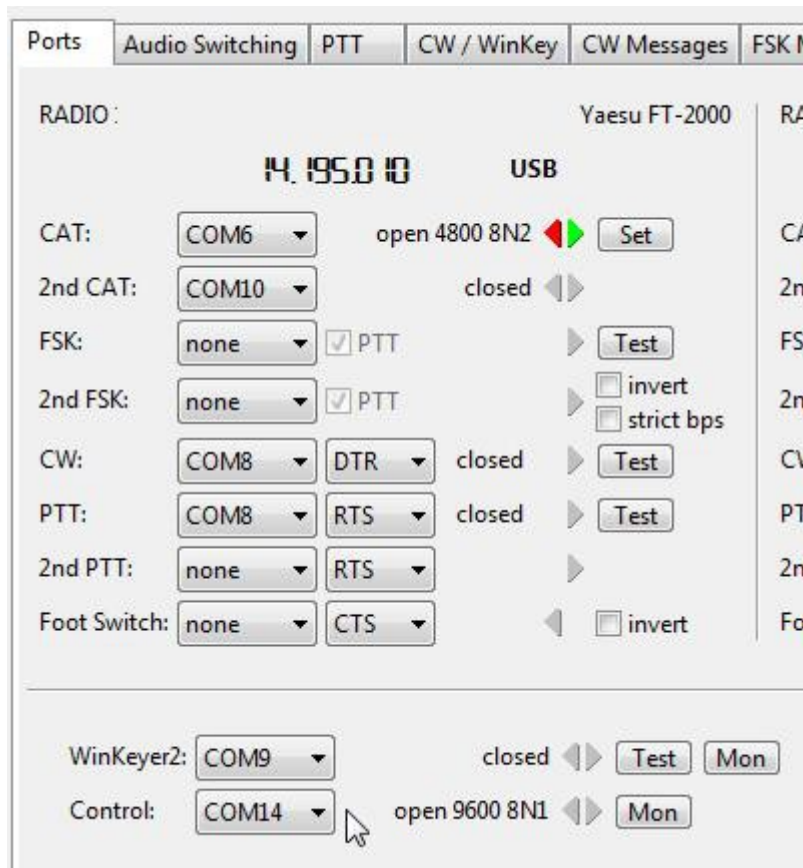 Ports Audio Switching PTT CW / WinKey CW Messages FSK
RADIO : Yaesu FT-2000
14.195.010 USB
CAT: COM6 open 4800 8N2 Set
2nd CAT: COM10 closed
FSK: none PTT Test
invert
2nd FSK: none PTT
strict bps
CW: COM8 DTR closed Test
PTT: COM8 RTS closed Test
2nd PTT: none RTS
Foot Switch: none CTS invert
WinKeyer2: COM9 closed Test Mon
Control: COM14 open 9600 8N1 Mon